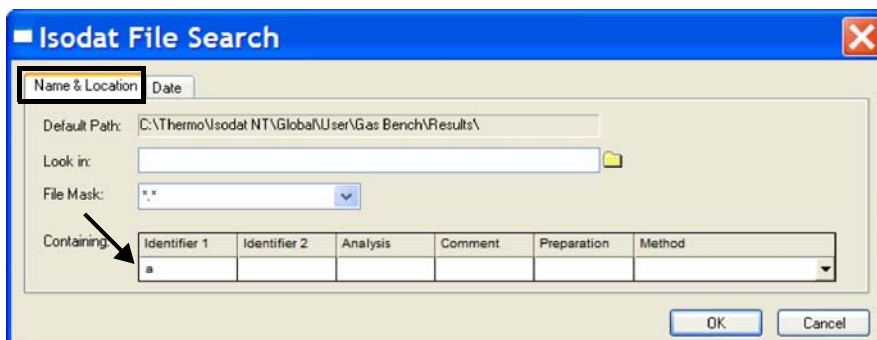 Isodat File Search
Name & Location Date
Default Path: C:\Thermo\Isodat NT\Global\User\Gas Bench\Results\
Look in:
File Mask: *.*
Containing: Identifier 1 Identifier 2 Analysis Comment Preparation Method
a
OK Cancel